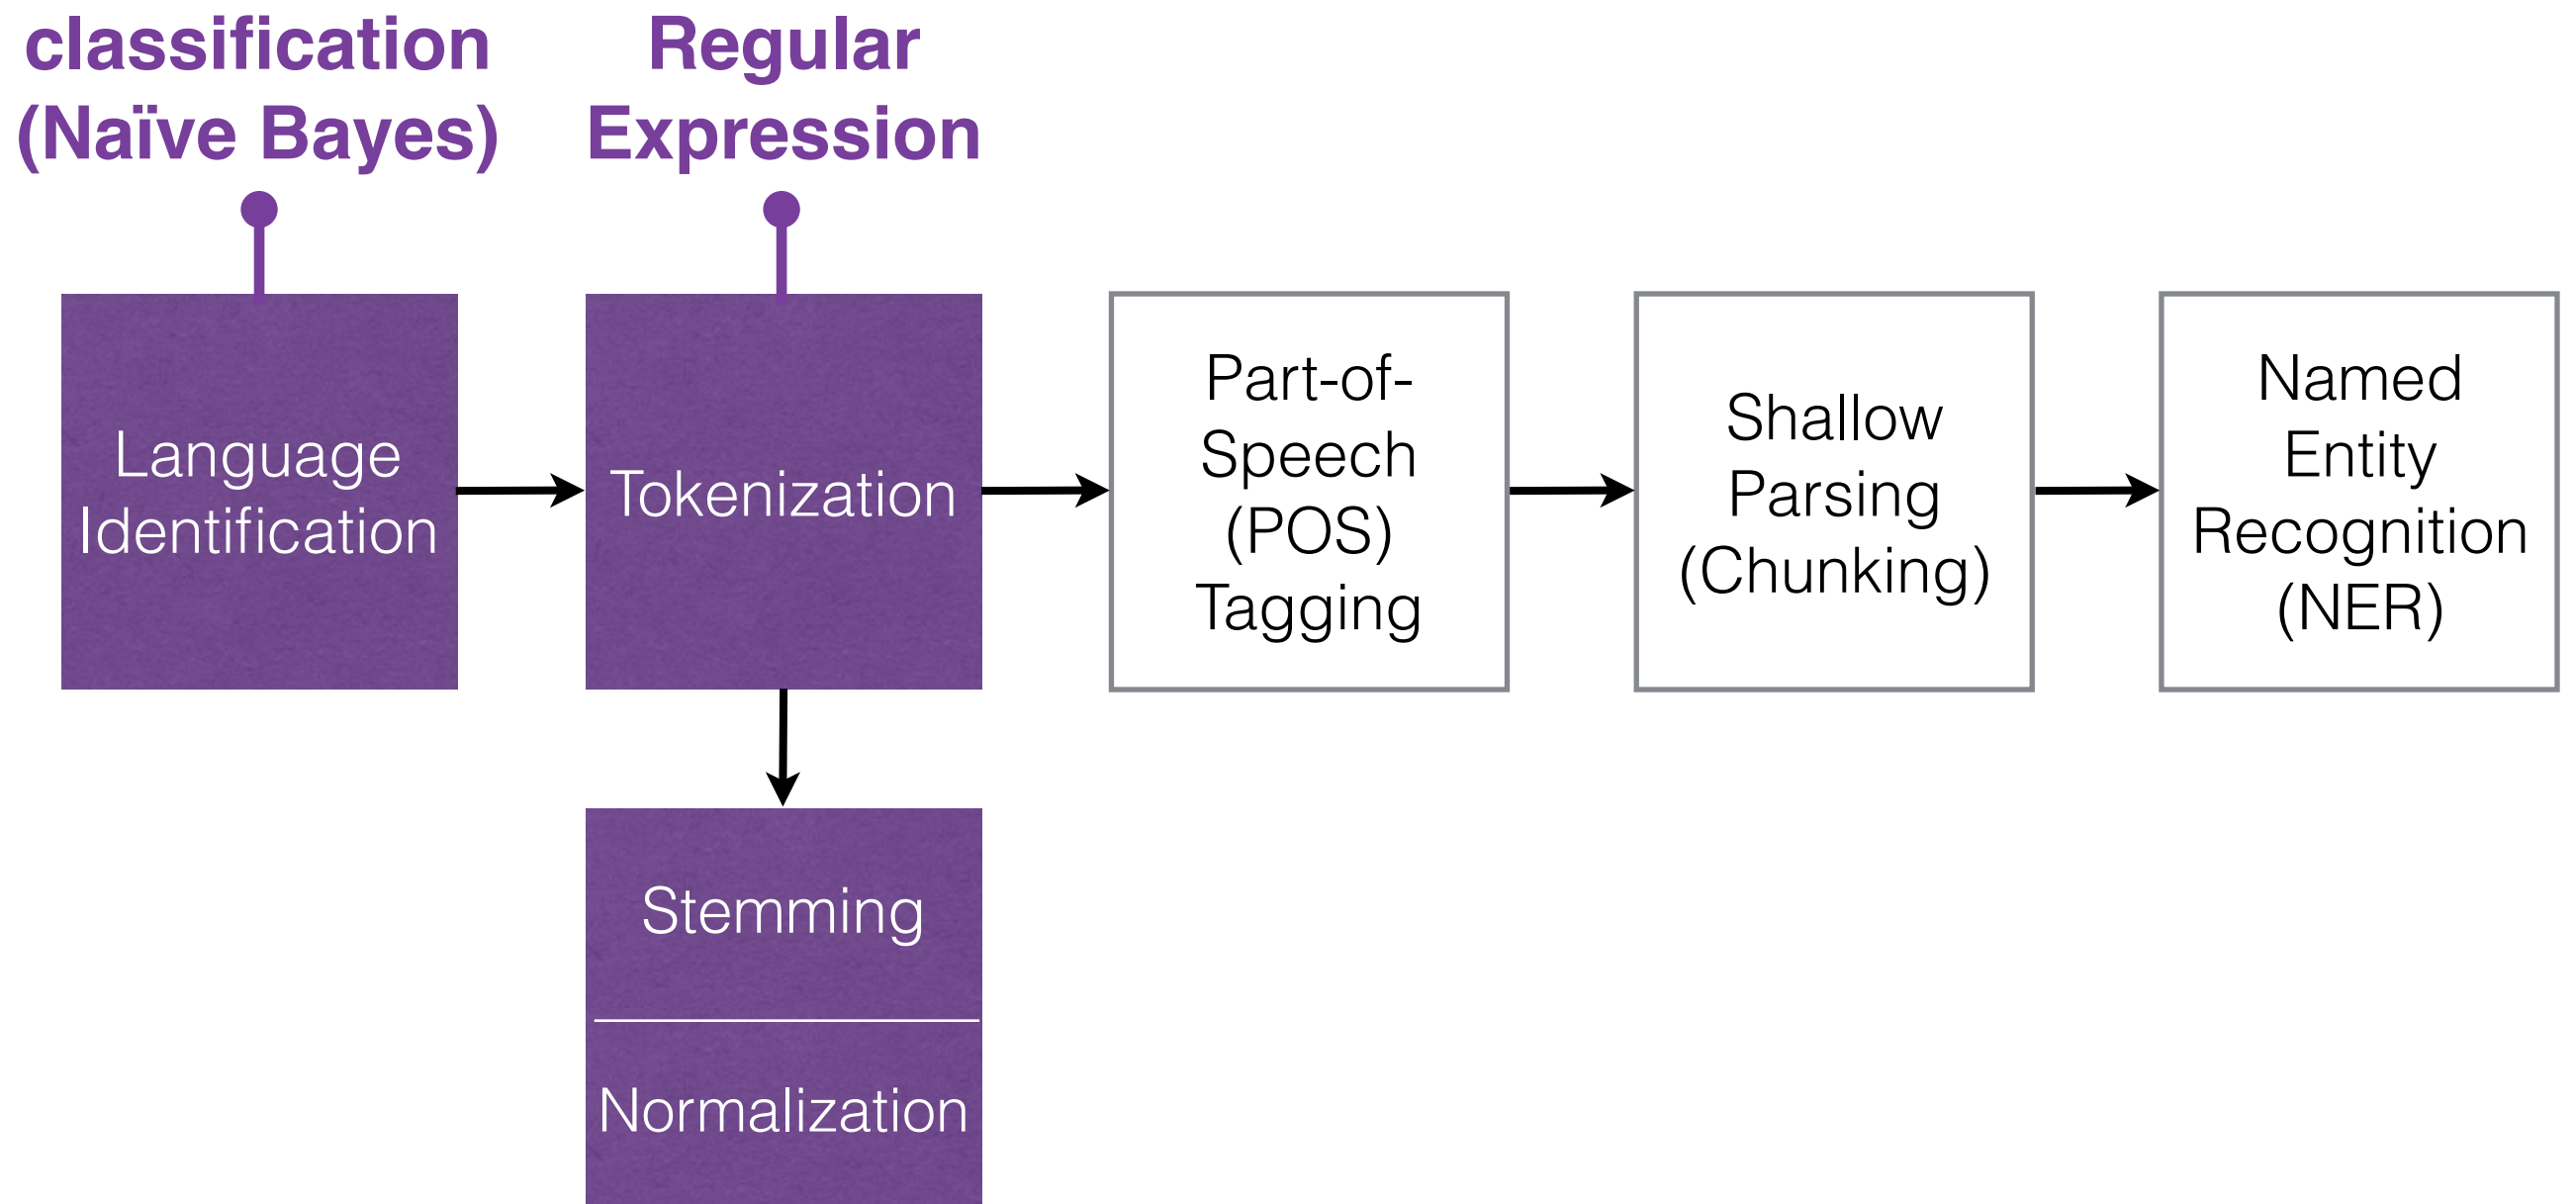 classification
(Naïve Bayes)
Regular
Expression
Language
Identification
Tokenization
Part-of-
Speech
(POS)
Tagging
Shallow
Parsing
(Chunking)
Named
Entity
Recognition
(NER)
Stemming
Normalization